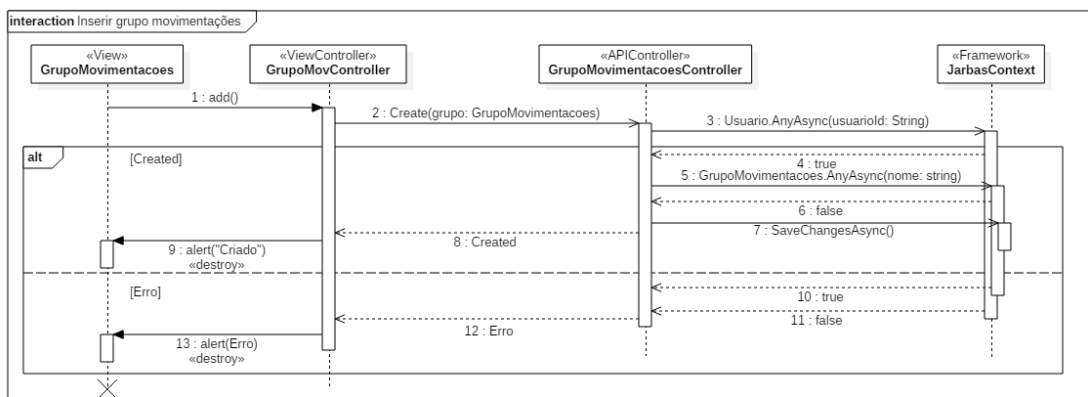 interaction Inserir grupo movimentações
«View»
GrupoMovimentacoes
«ViewController»
GrupoMovController
«APIController»
GrupoMovimentacoesController
«Framework»
JarbasContext
1 : add()
2 : Create(grupo: GrupoMovimentacoes)
3 : Usuario.AnyAsync(usuarioId: String)
alt
[Created]
4 : true
5 : GrupoMovimentacoes.AnyAsync(nome: string)
6 : false
7 : SaveChangesAsync()
8 : Created
9 : alert("Criado")
«destroy»
[Erro]
10 : true
11 : false
12 : Erro
13 : alert(Erro)
«destroy»